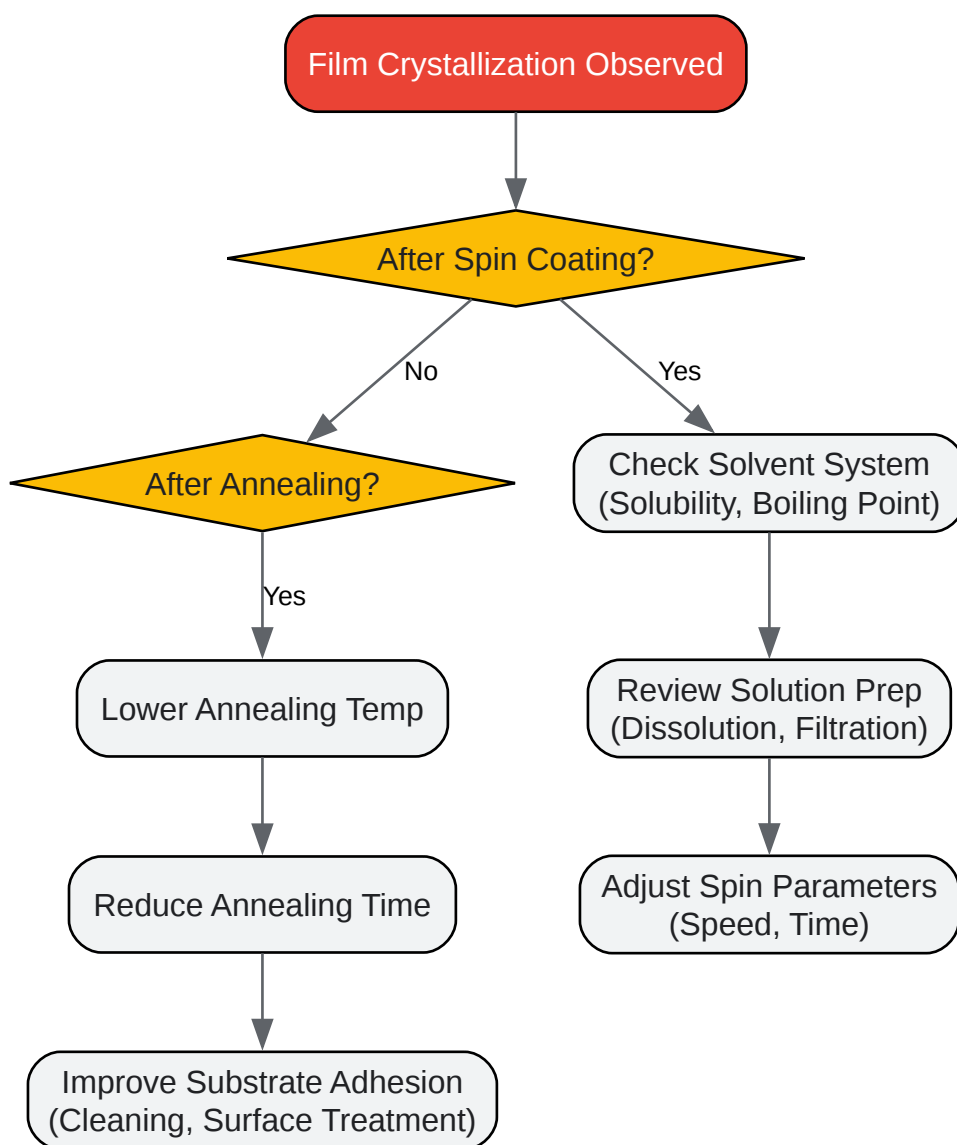 Film Crystallization Observed
After Spin Coating?
No
Yes
After Annealing?
Check Solvent System
(Solubility, Boiling Point)
Yes
Lower Annealing Temp
Review Solution Prep
(Dissolution, Filtration)
Reduce Annealing Time
Adjust Spin Parameters
(Speed, Time)
Improve Substrate Adhesion
(Cleaning, Surface Treatment)